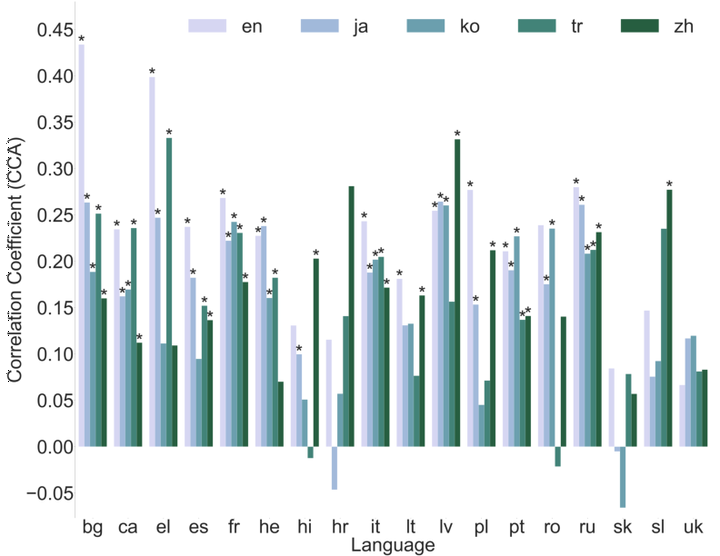 en ja ko tr zh
0.45
0.40
0.35
0.30
0.25
0.20
0.15
0.10
0.05
0.00
−0.05
Correlation Coefficient (CCA)
bg ca el es fr he hi hr it lt lv pl pt ro ru sk sl uk
Language